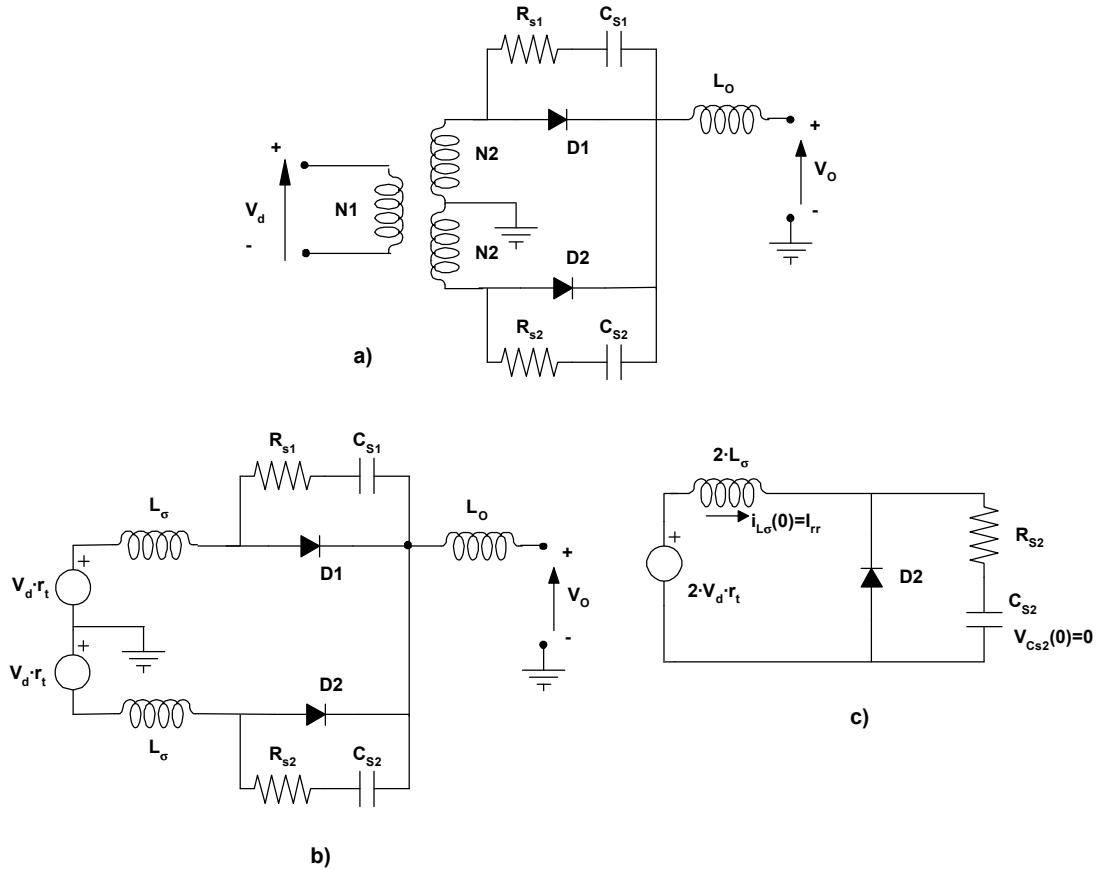 Rs1
CS1
LO
+
N2
D1
+
VO
-
Vd
N1
-
N2
D2
Rs2
CS2
a)
Rs1
CS1
Lσ
LO
+
D1
+
VO
-
Vd·rt
+
Vd·rt
D2
Lσ
Rs2
CS2
b)
2·Lσ
iLσ(0)=Irr
RS2
+
2·Vd·rt
D2
CS2
VCs2(0)=0
c)